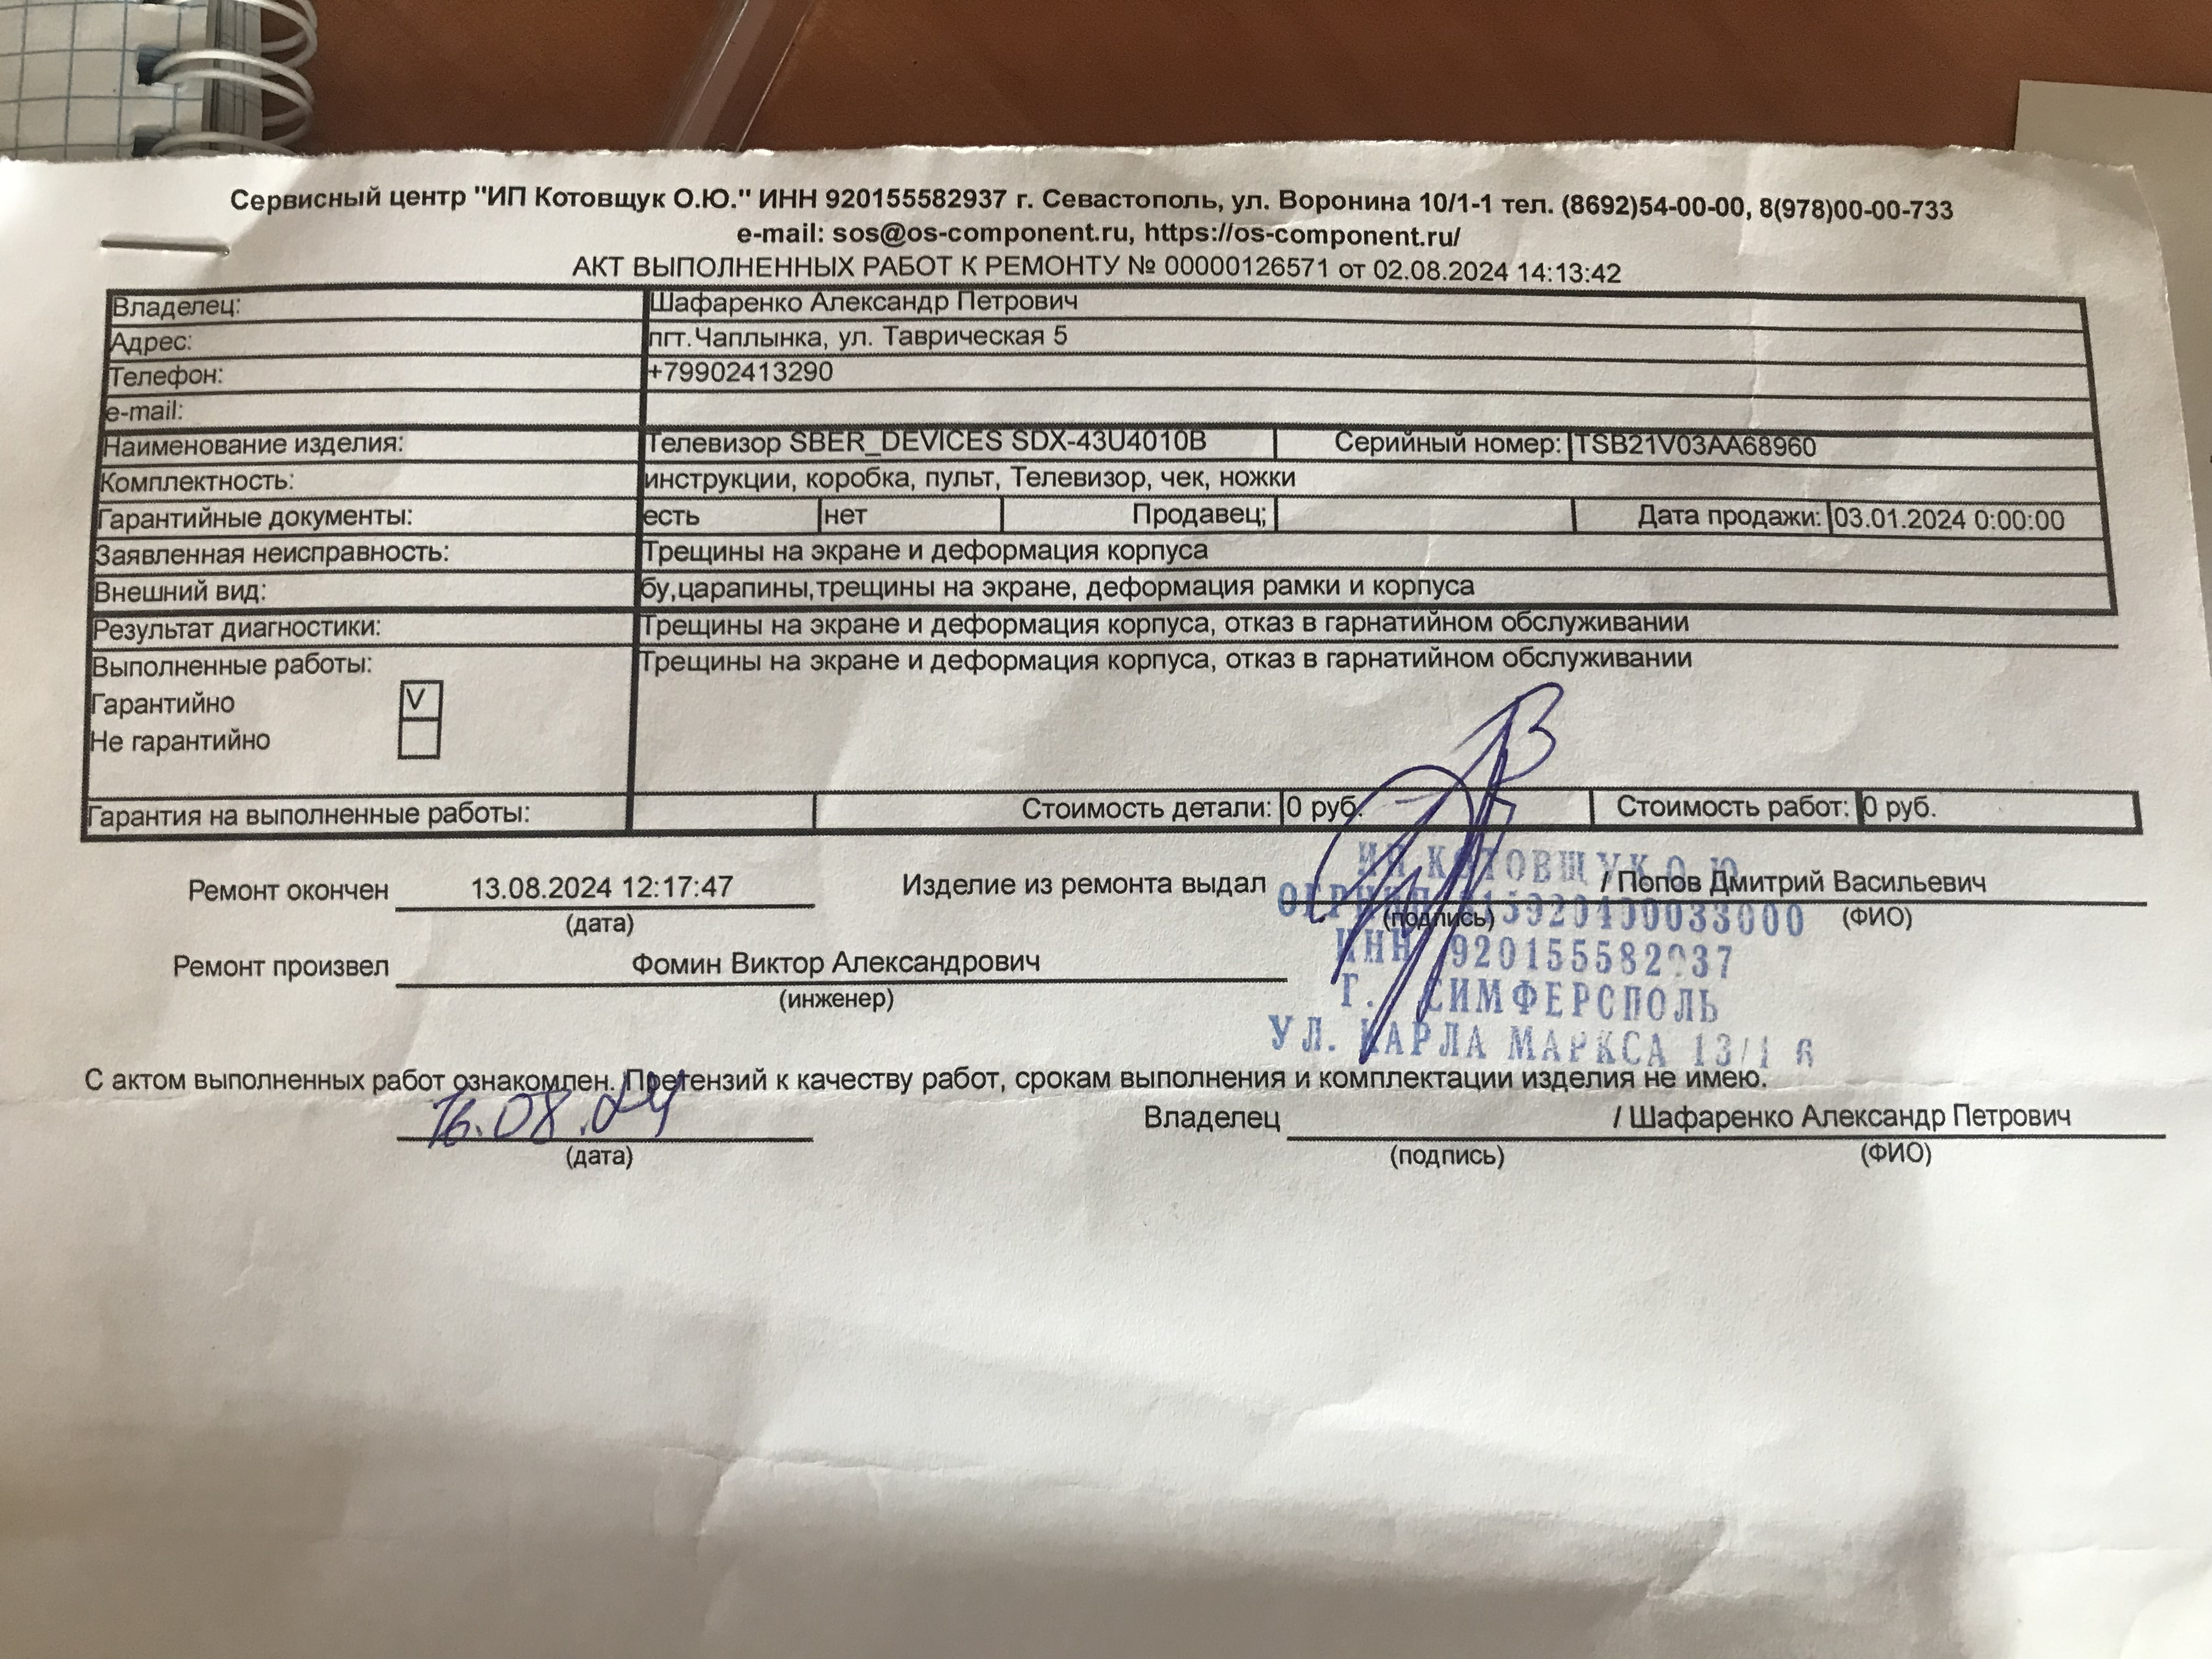 Сервисный центр "ИП Котовщук О.Ю." ИНН 920155582937 г. Севастополь, ул. Воронина 10/1-1 тел. (8692)54-00-00, 8(978)00-00-733
e-mail: sos@os-component.ru, https://os-component.ru/
АКТ ВЫПОЛНЕННЫХ РАБОТ К РЕМОНТУ № 00000126571 от 02.08.2024 14:13:42
Владелец: Шафаренко Александр Петрович
Адрес: пгт.Чаплынка, ул. Таврическая 5
Телефон: +79902413290
e-mail:
Наименование изделия: Телевизор SBER_DEVICES SDX-43U4010B Серийный номер: TSB21V03AA68960
Комплектность: инструкции, коробка, пульт, Телевизор, чек, ножки
Гарантийные документы: есть нет Продавец; Дата продажи: 03.01.2024 0:00:00
Заявленная неисправность: Трещины на экране и деформация корпуса
Внешний вид: бу,царапины,трещины на экране, деформация рамки и корпуса
Результат диагностики: Трещины на экране и деформация корпуса, отказ в гарнатийном обслуживании
Выполненные работы: Трещины на экране и деформация корпуса, отказ в гарнатийном обслуживании
Гарантийно V
Не гарантийно
Гарантия на выполненные работы: Стоимость детали: 0 руб. Стоимость работ: 0 руб.
ИП КОТОВЩУК О Ю
Ремонт окончен 13.08.2024 12:17:47 Изделие из ремонта выдал / Попов Дмитрий Васильевич
(дата) (подпись) (ФИО)
ИНН 920155582937
Ремонт произвел Фомин Виктор Александрович
(инженер)
Г. СИМФЕРСПОЛЬ
УЛ. КАРЛА МАРКСА 13/1 6
С актом выполненных работ ознакомлен. Претензий к качеству работ, срокам выполнения и комплектации изделия не имею.
16.08.24 Владелец / Шафаренко Александр Петрович
(дата) (подпись) (ФИО)